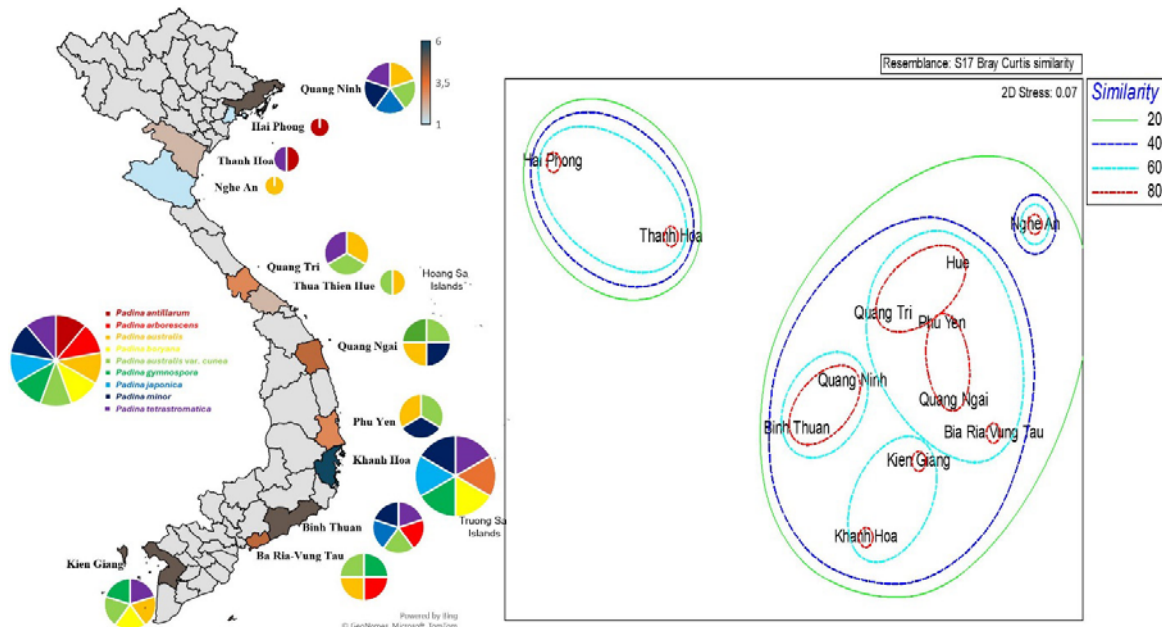 6
3,5
1
Quang Ninh
Hai Phong
Thanh Hoa
Nghe An
Quang Tri
Thua Thien Hue
Hoang Sa
Islands
Padina antillarum
Padina arborescens
Padina australis
Padina boryana
Padina australis var. cunea
Padina gymnospora
Padina japonica
Padina minor
Padina tetrastromatica
Quang Ngai
Phu Yen
Khanh Hoa
Truong Sa
Islands
Binh Thuan
Ba Ria-Vung Tau
Kien Giang
Powered by Bing
© GeoNames, Microsoft, TomTom
Resemblance: S17 Bray Curtis similarity
2D Stress: 0.07
Similarity
20
40
60
80
Hai Phong
Thanh Hoa
Nghe An
Hue
Quang Tri
Phu Yen
Quang Ninh
Quang Ngai
Binh Thuan
Bia Ria-Vung Tau
Kien Giang
Khanh Hoa